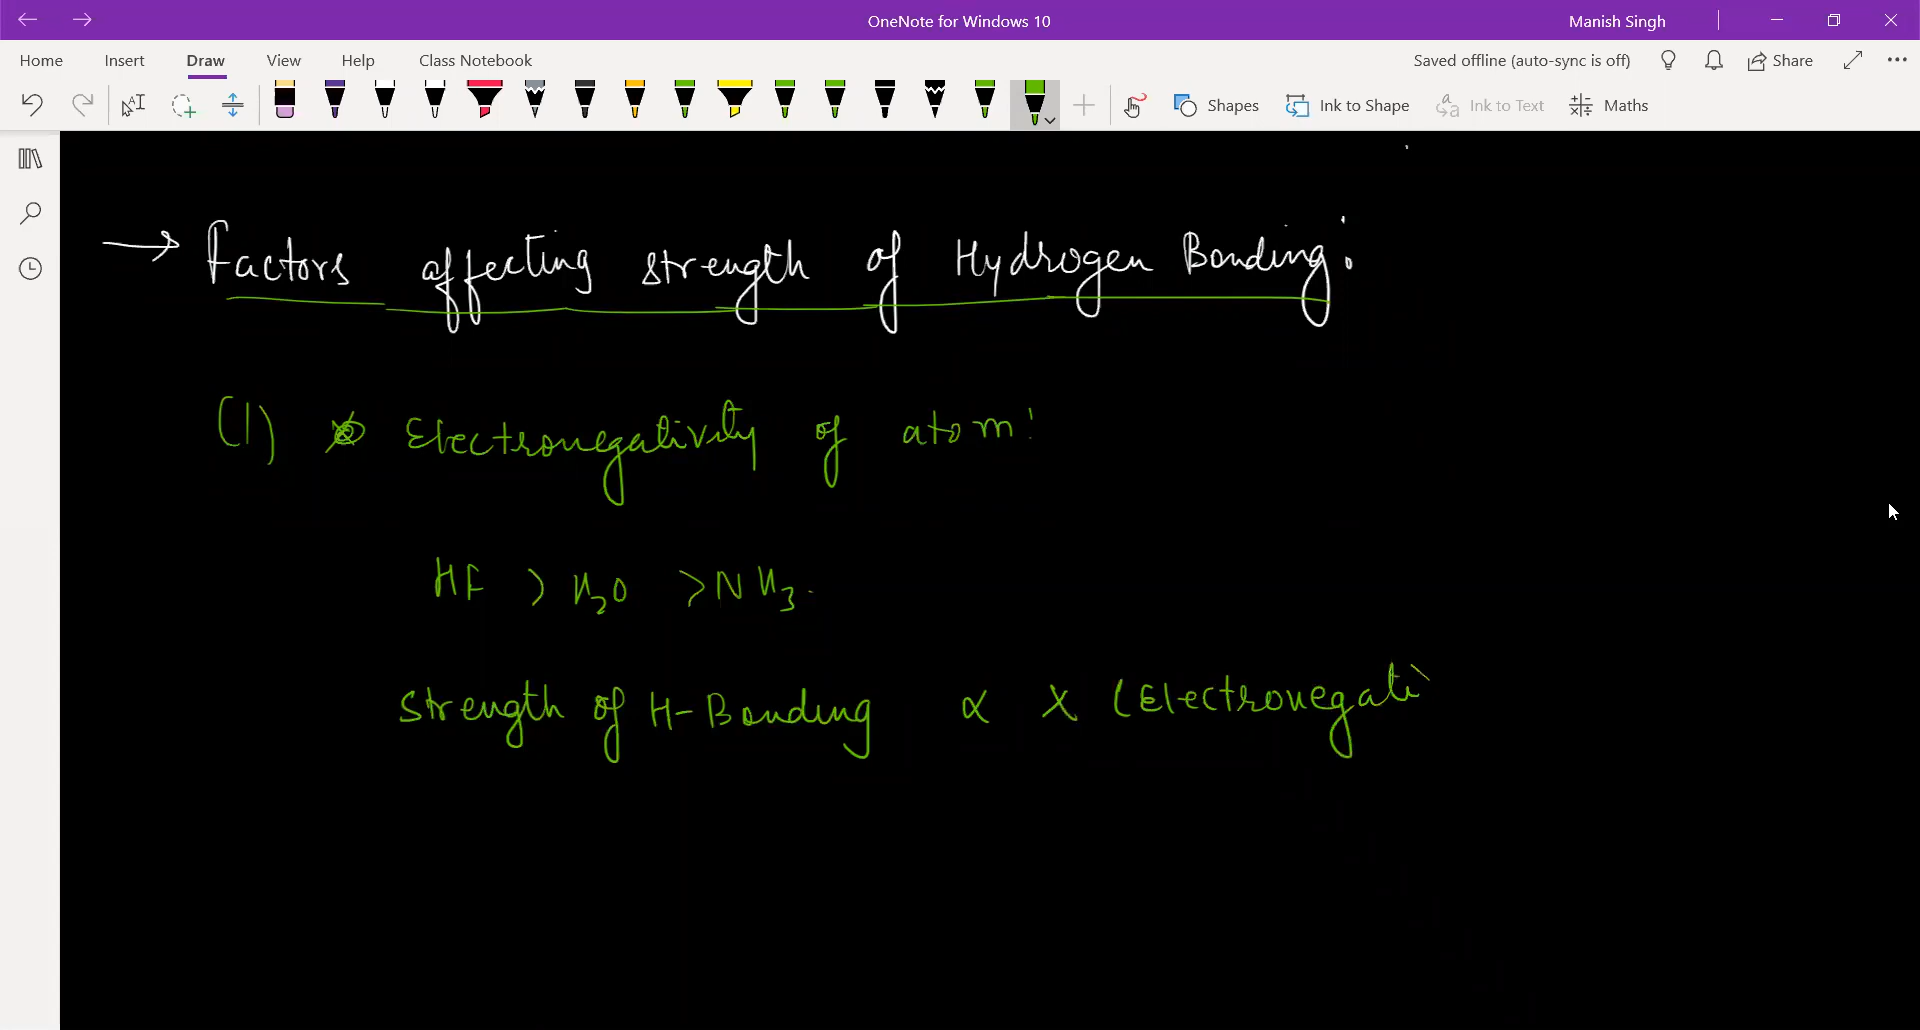 OneNote for Windows 10
Manish Singh
Home Insert Draw View Help Class Notebook
Saved offline (auto-sync is off) Share
Shapes Ink to Shape Ink to Text Maths
→ Factors affecting strength of Hydrogen Bonding:
(1) Electronegativity of atom:
HF > H₂O > NH₃.
Strength of H-Bonding ∝ X (Electronegati